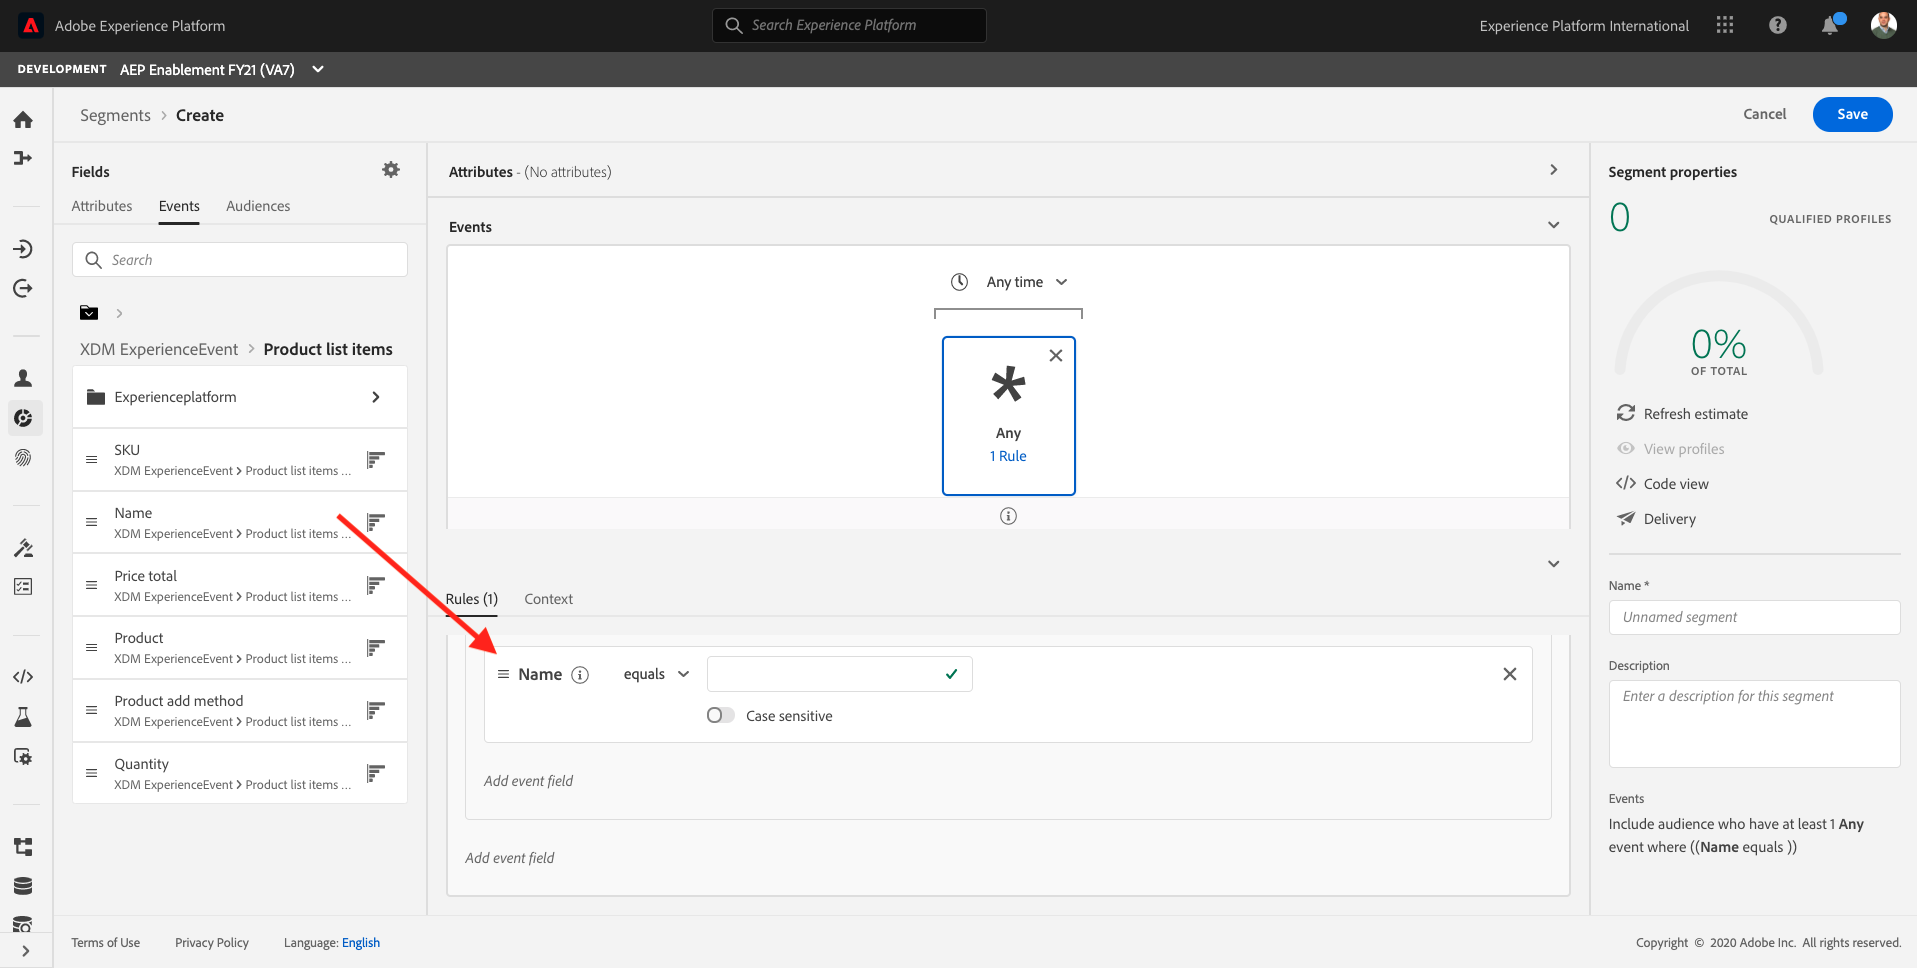 Adobe Experience Platform
Search Experience Platform
Experience Platform International
DEVELOPMENT AEP Enablement FY21 (VA7)
Segments > Create
Cancel
Save
Fields
Attributes
Events
Audiences
Search
XDM ExperienceEvent > Product list items
Experienceplatform
SKU
XDM ExperienceEvent > Product list items ...
Name
XDM ExperienceEvent > Product list items ...
Price total
XDM ExperienceEvent > Product list items ...
Product
XDM ExperienceEvent > Product list items ...
Product add method
XDM ExperienceEvent > Product list items ...
Quantity
XDM ExperienceEvent > Product list items ...
Attributes - (No attributes)
Events
Any time
Any
1 Rule
Rules (1)
Context
Name
equals
Case sensitive
Add event field
Add event field
Segment properties
0
QUALIFIED PROFILES
0%
OF TOTAL
Refresh estimate
View profiles
Code view
Delivery
Name *
Unnamed segment
Description
Enter a description for this segment
Events
Include audience who have at least 1 Any
event where ((Name equals ))
Terms of Use
Privacy Policy
Language: English
Copyright © 2020 Adobe Inc. All rights reserved.